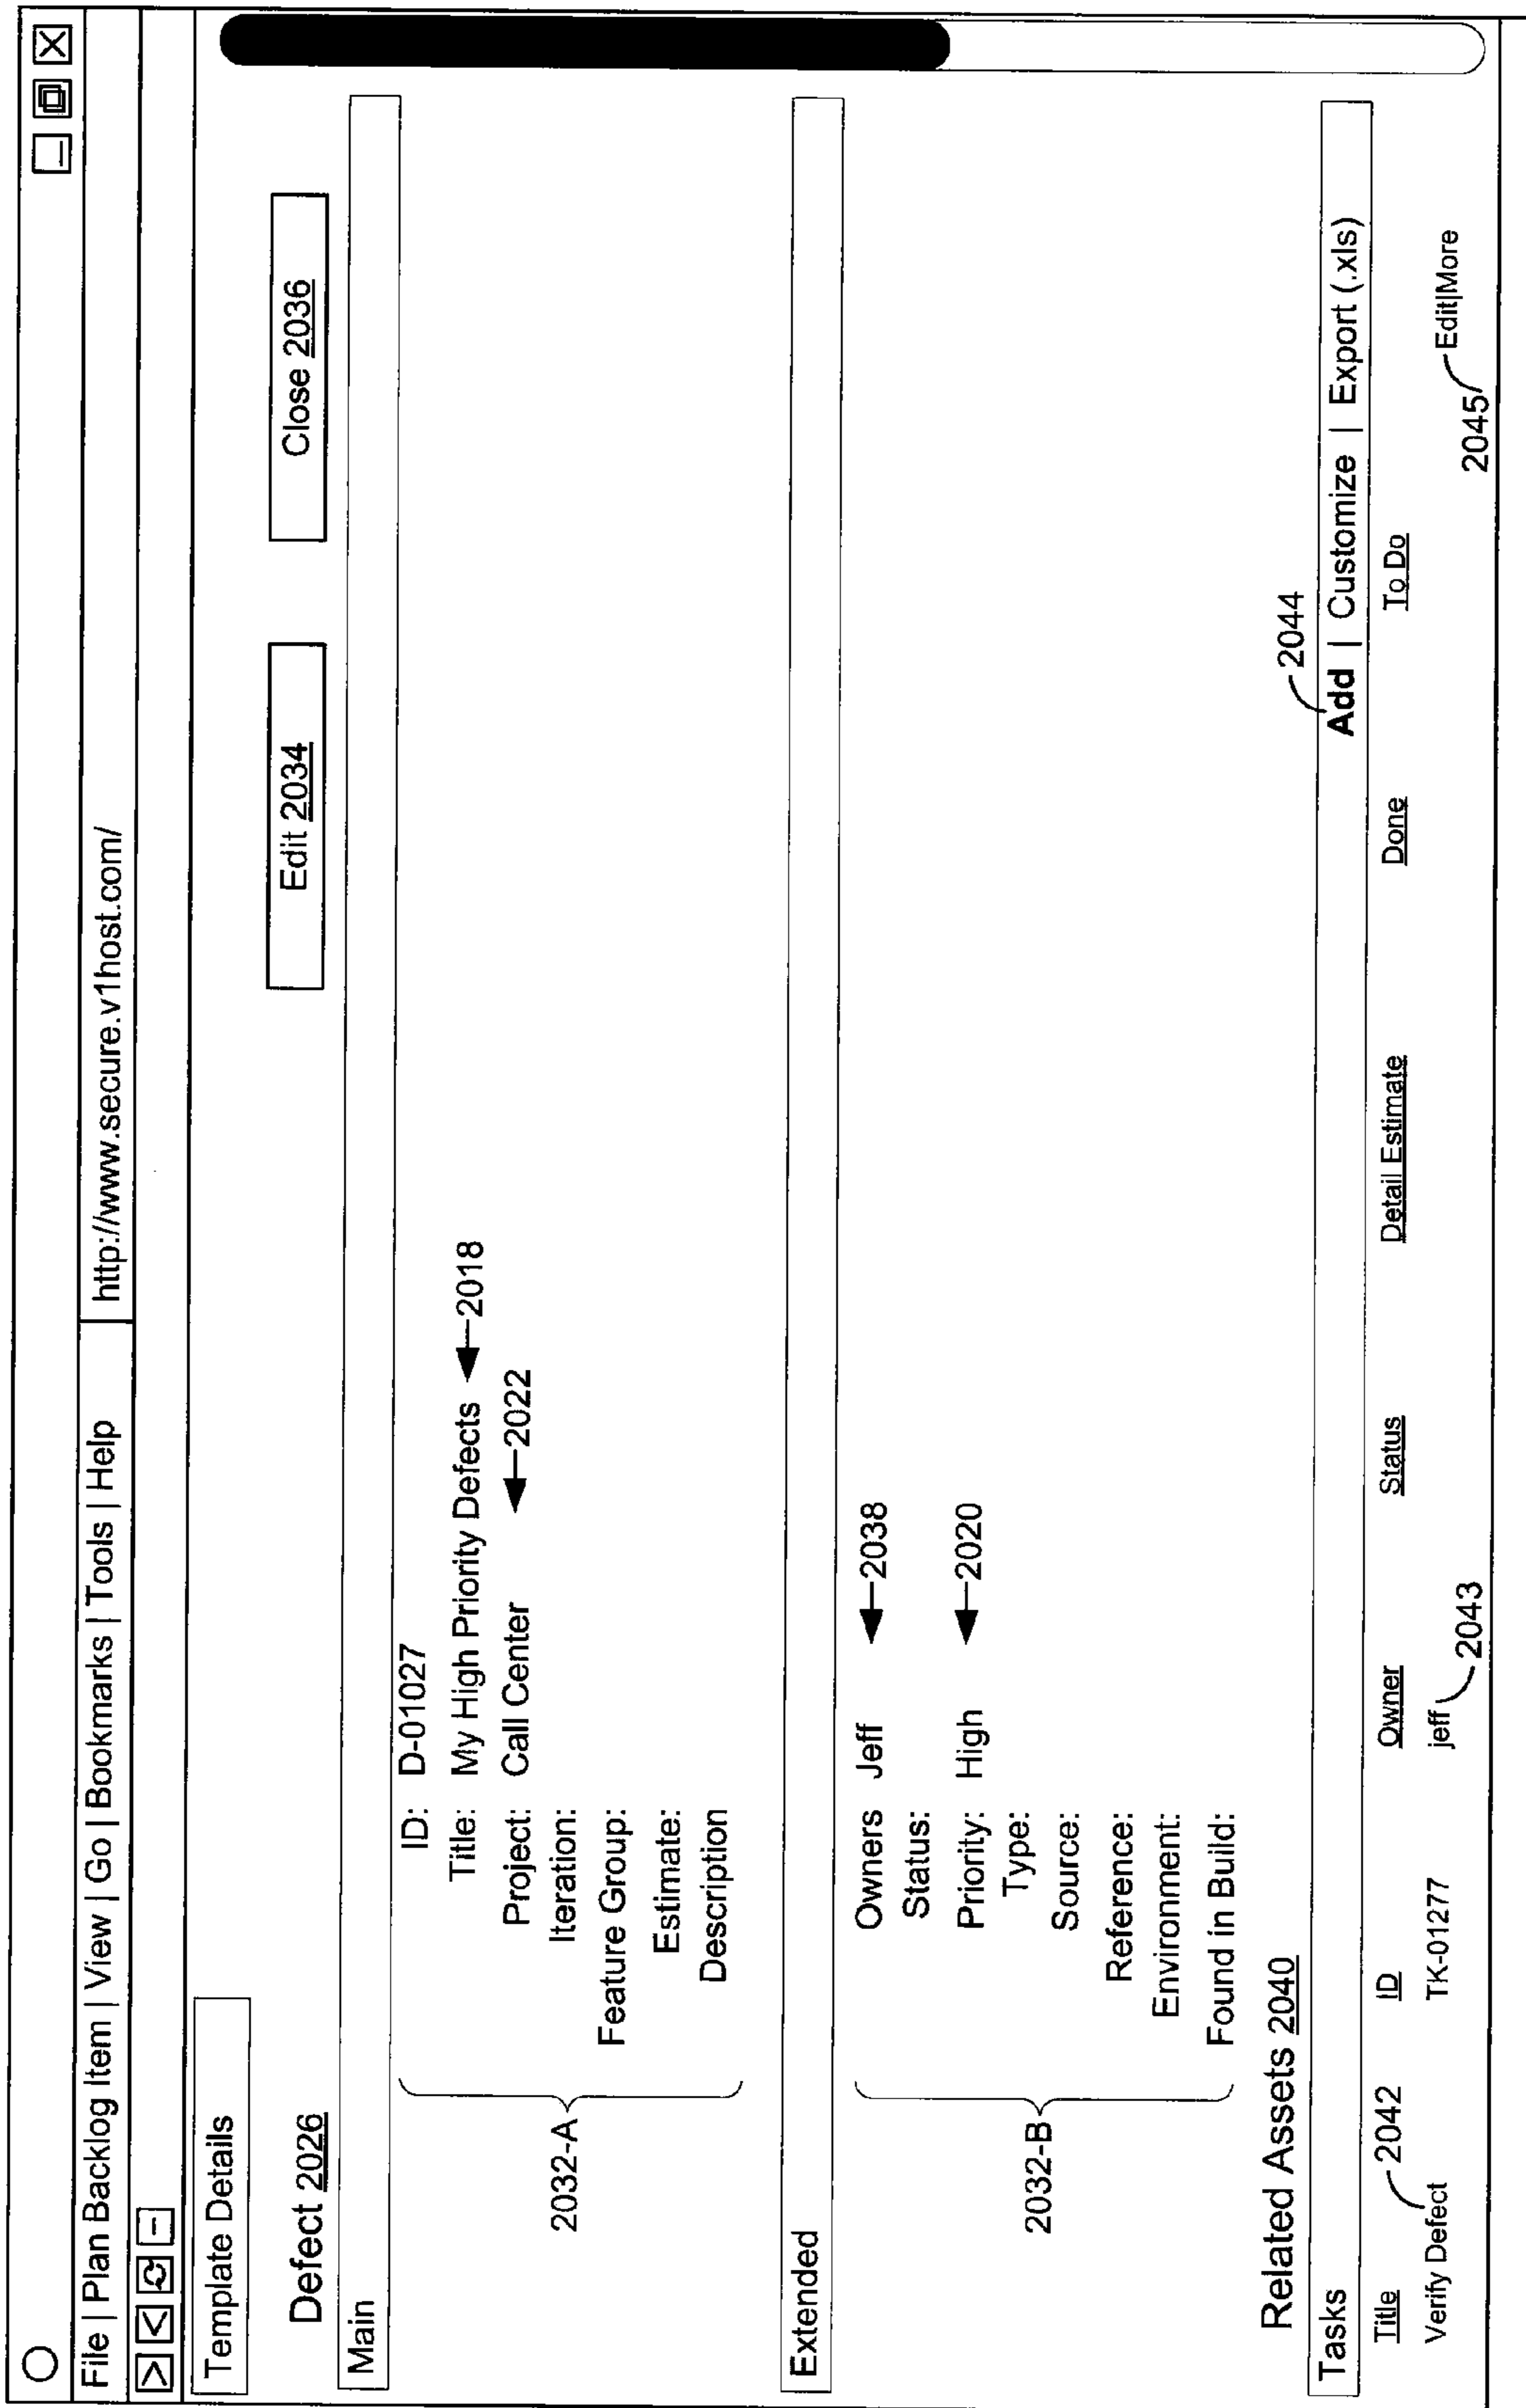 File | Plan Backlog Item | View | Go | Bookmarks | Tools | Help http://www.secure.v1host.com/
Template Details
Defect 2026
Edit 2034
Close 2036
Main
ID: D-01027
Title: My High Priority Defects 2018
Project: Call Center 2022
Iteration:
Feature Group:
Estimate:
Description
2032-A
Extended
Owners Jeff 2038
Status:
Priority: High 2020
Type:
Source:
Reference:
Environment:
Found in Build:
2032-B
Related Assets 2040
2044
Tasks Add | Customize | Export (.xls)
Title 2042 ID Owner Status Detail Estimate Done To Do
Verify Defect TK-01277 jeff 2043 Edit|More
2045